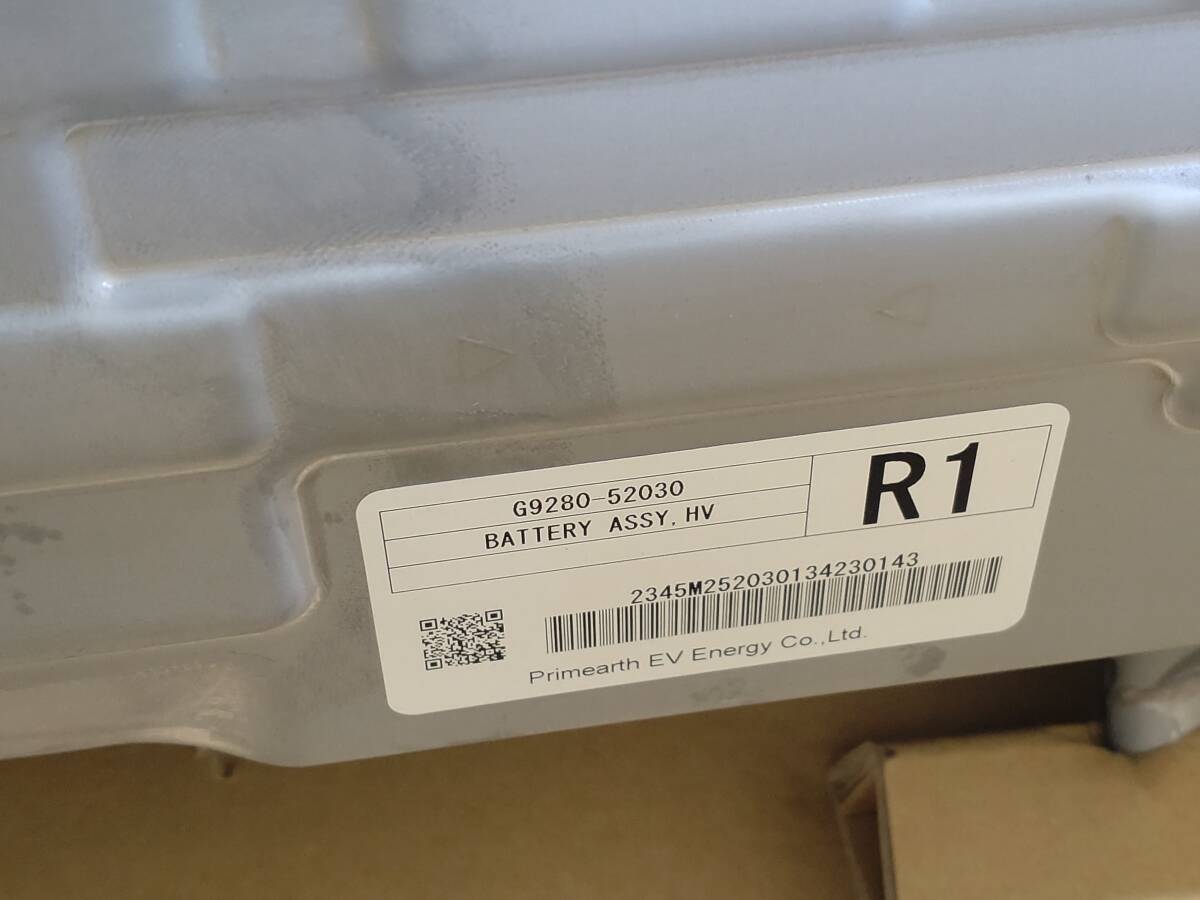 G9280-52030
BATTERY ASSY, HV
R1
2345M252030134230143
Primearth EV Energy Co.,Ltd.